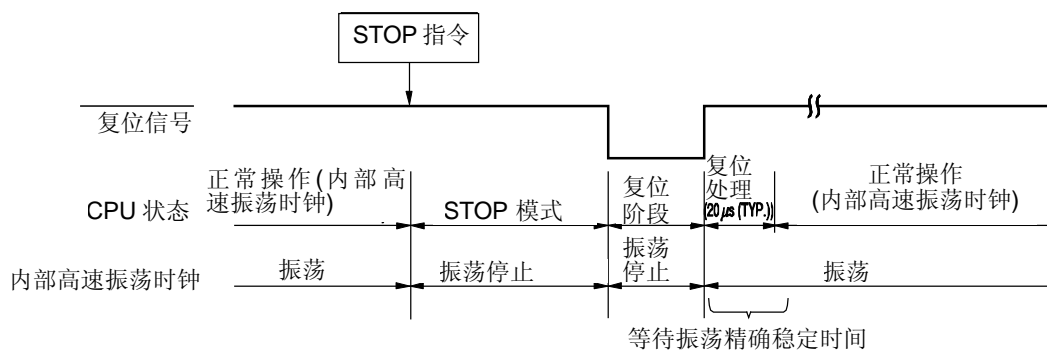 STOP 指令
复位信号
正常操作(内部高
速振荡时钟)
CPU 状态
STOP 模式
复位
阶段
复位
处理
(20 μs (TYP.))
正常操作
(内部高速振荡时钟)
内部高速振荡时钟
振荡
振荡停止
振荡
停止
振荡
等待振荡精确稳定时间